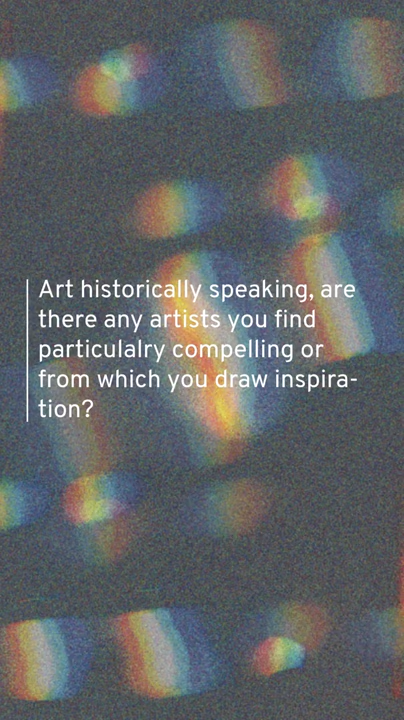 Art historically speaking, are
there any artists you find
particulalry compelling or
from which you draw inspira-
tion?